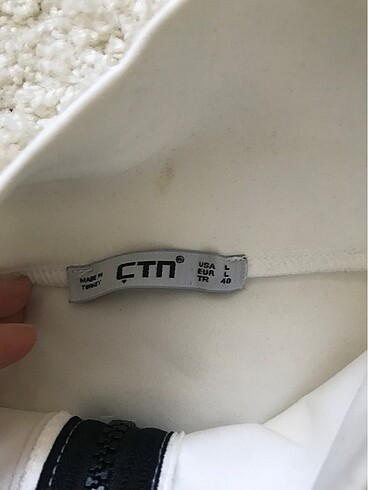 MADE IN
TURKEY
CTN®
USA L
EUR L
TR 40